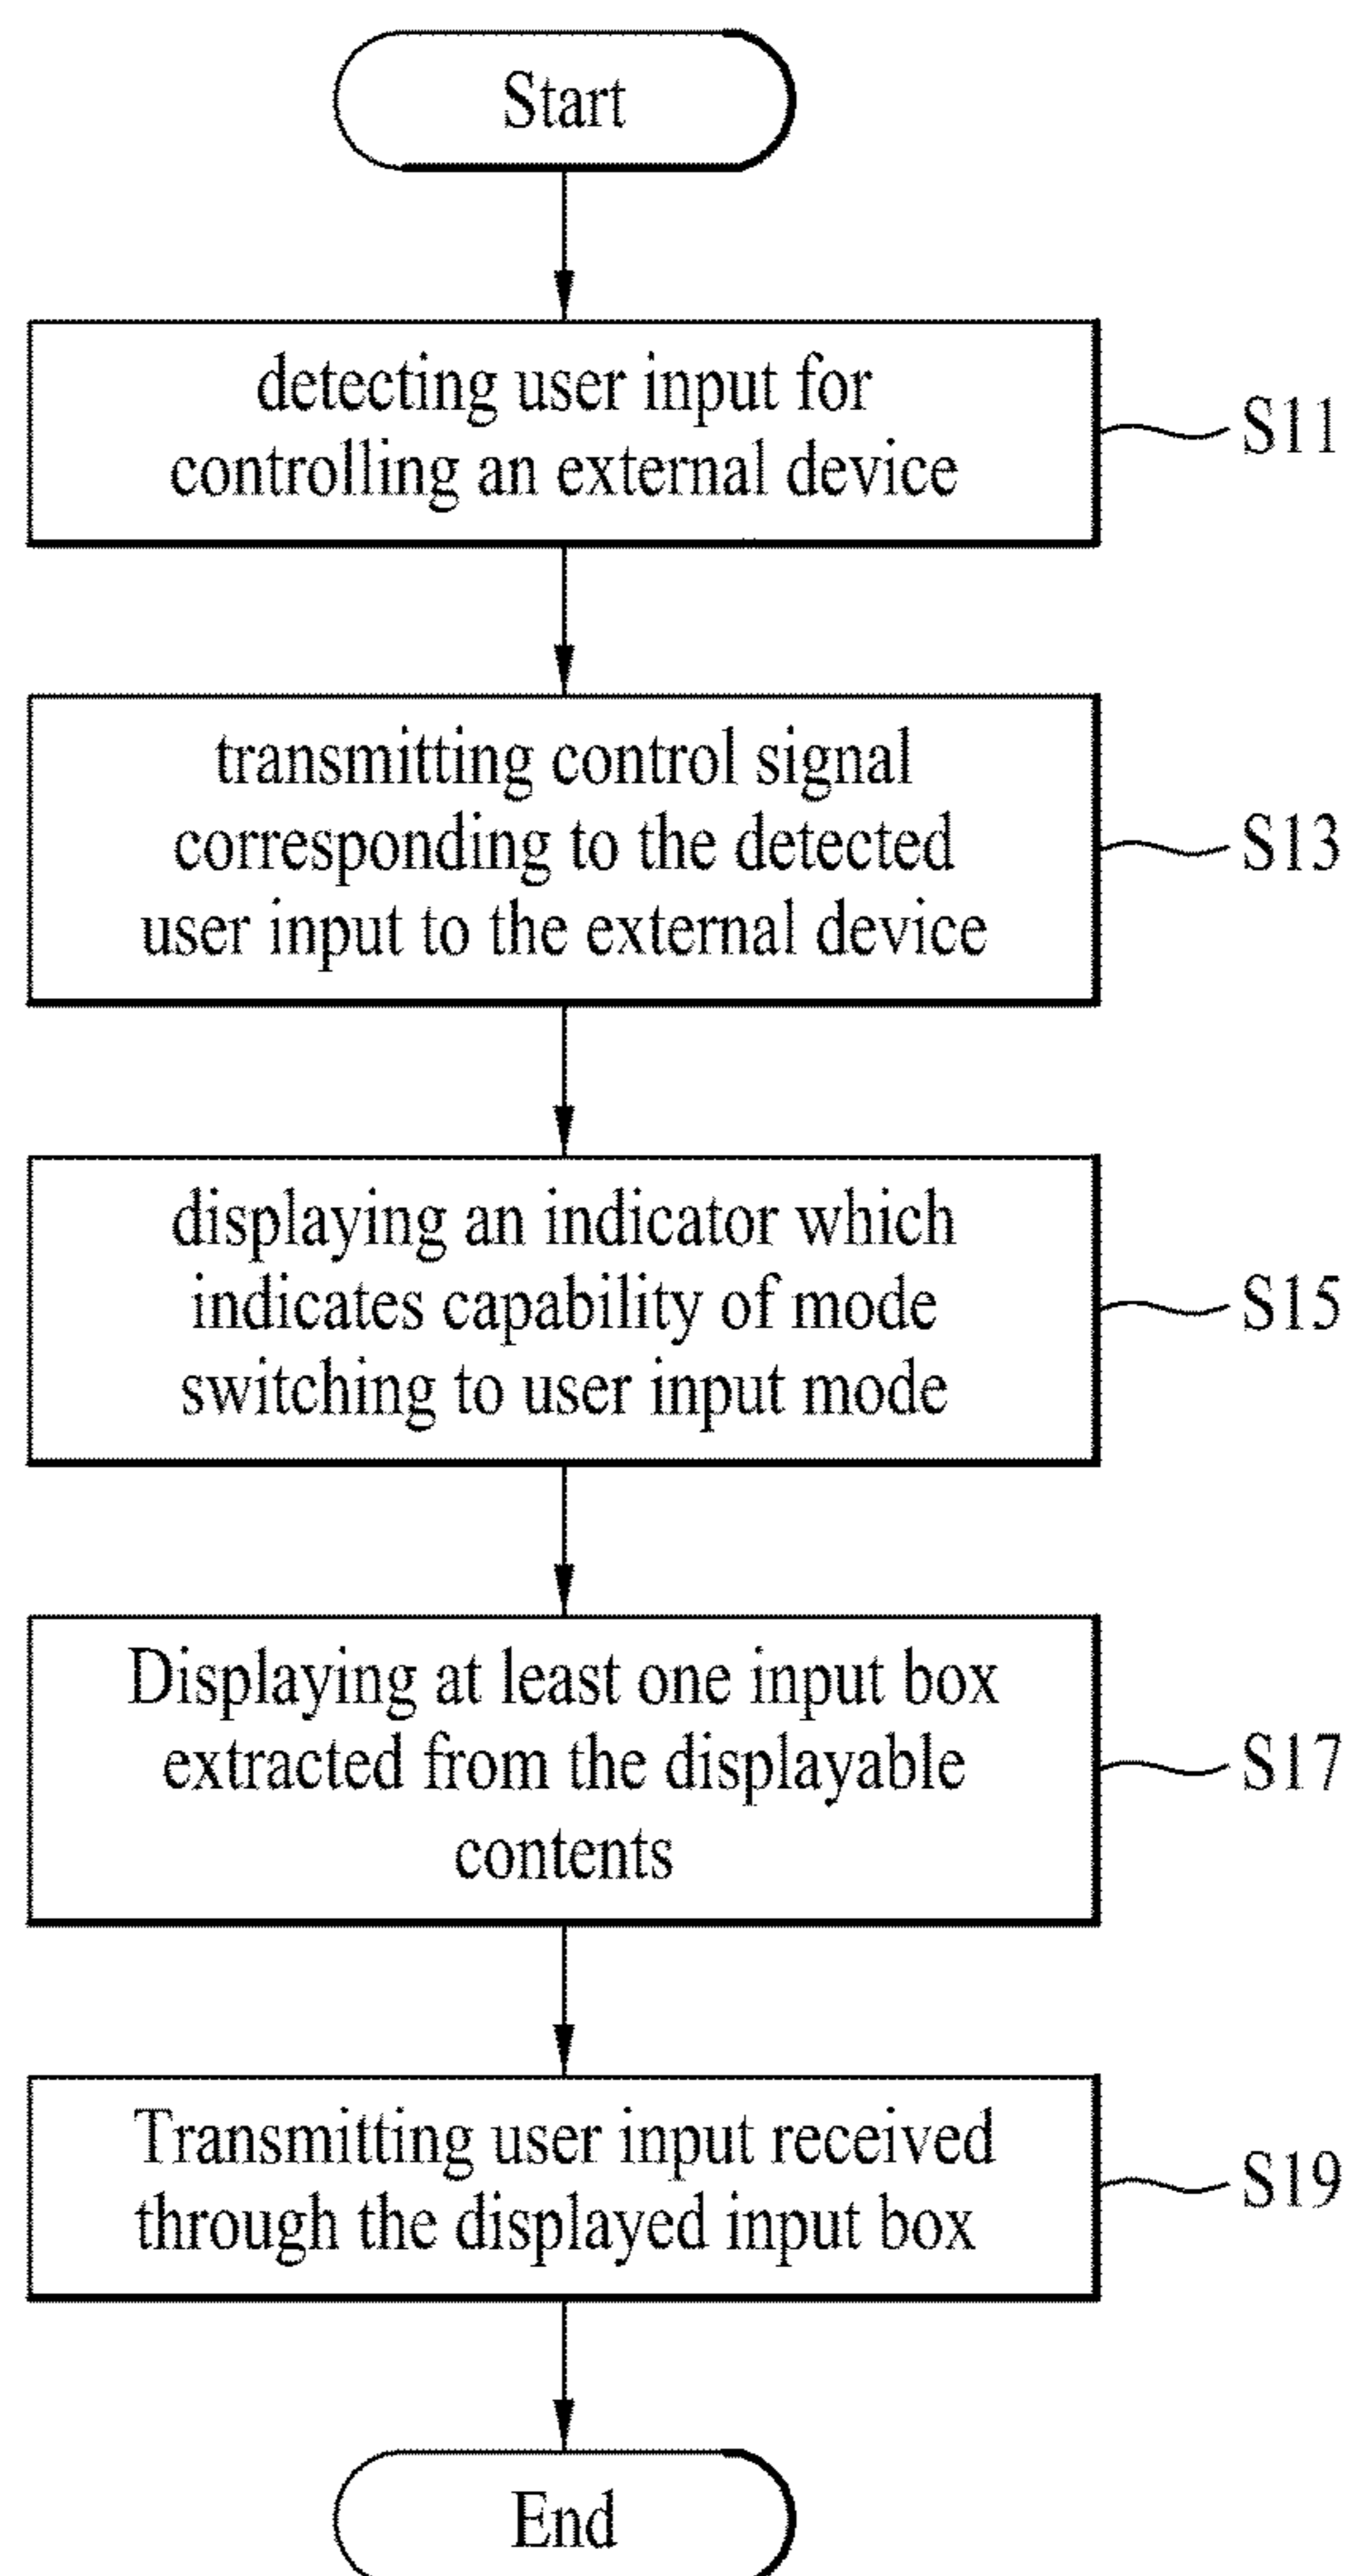 Start
detecting user input for
controlling an external device
S11
transmitting control signal
corresponding to the detected
user input to the external device
S13
displaying an indicator which
indicates capability of mode
switching to user input mode
S15
Displaying at least one input box
extracted from the displayable
contents
S17
Transmitting user input received
through the displayed input box
S19
End